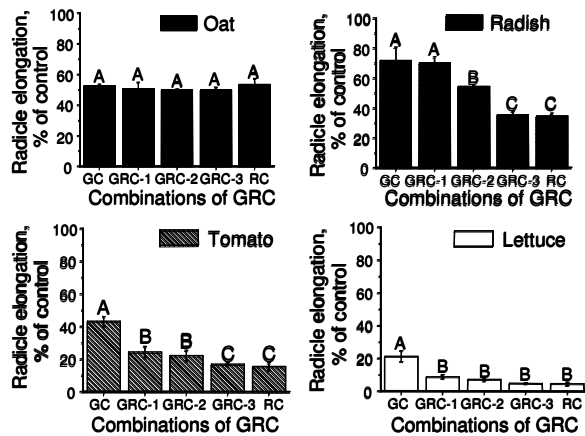 Oat
Radicle elongation,
% of control
100
80
60
40
20
0
A A A A A
GC GRC-1 GRC-2 GRC-3 RC
Combinations of GRC
Radish
Radicle elongation,
% of control
100
80
60
40
20
0
A A B C C
GC GRC-1 GRC-2 GRC-3 RC
Combinations of GRC
Tomato
Radicle elongation,
% of control
100
80
60
40
20
A B B C C
GC GRC-1 GRC-2 GRC-3 RC
Combinations of GRC
Lettuce
Radicle elongation,
% of control
100
80
60
40
20
0
A B B B B
GC GRC-1 GRC-2 GRC-3 RC
Combinations of GRC